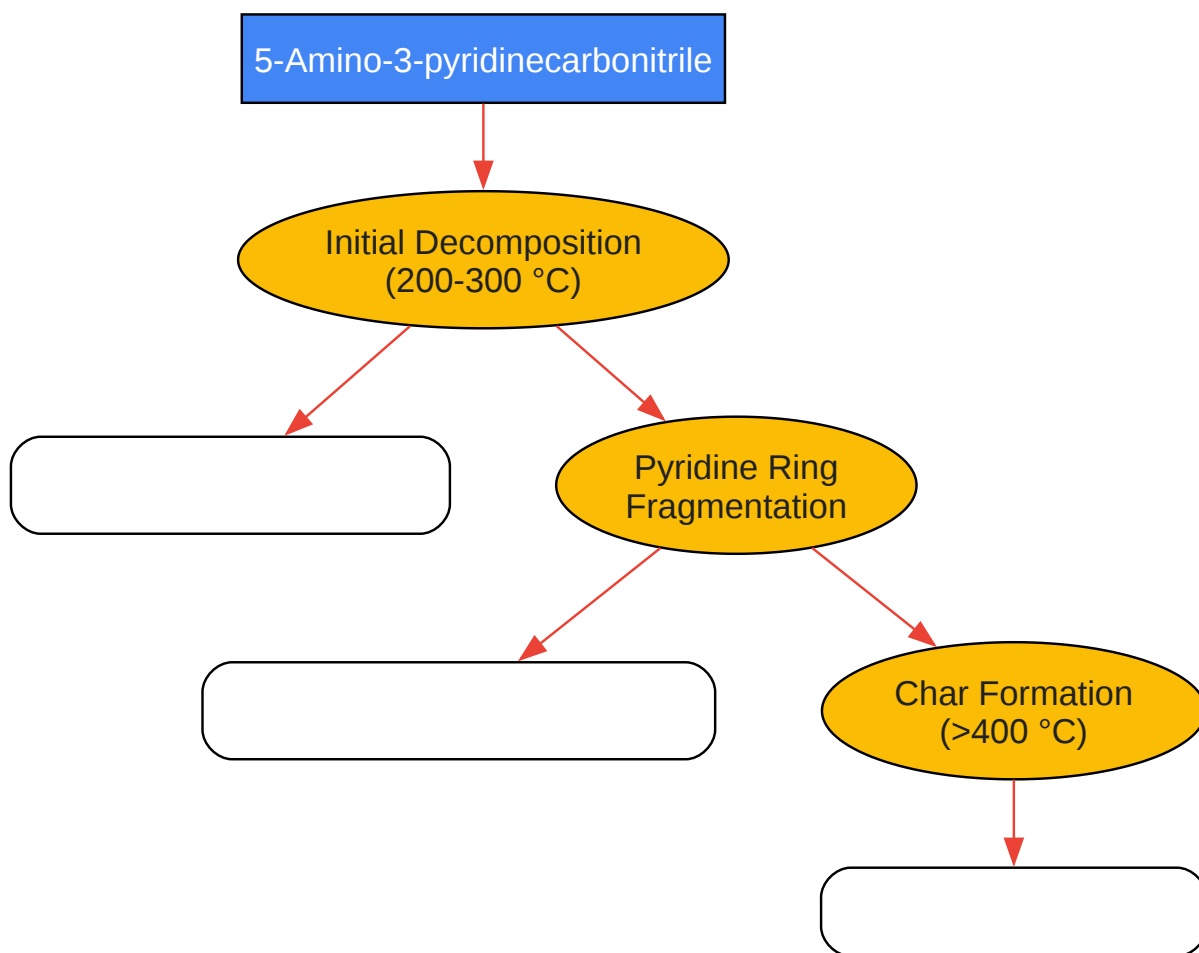 5-Amino-3-pyridinecarbonitrile
Initial Decomposition
(200-300 °C)
Pyridine Ring
Fragmentation
Char Formation
(>400 °C)